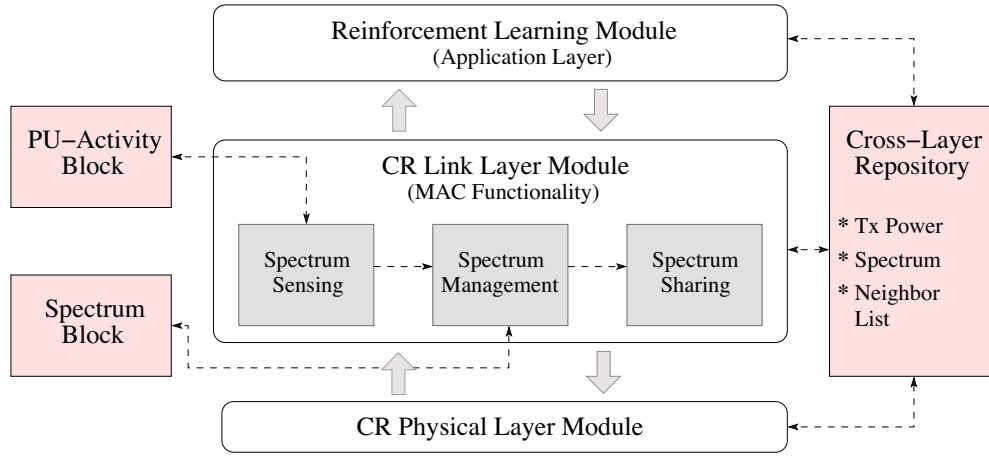 Reinforcement Learning Module
(Application Layer)
PU−Activity
Block
CR Link Layer Module
(MAC Functionality)
Cross−Layer
Repository
* Tx Power
* Spectrum
* Neighbor
List
Spectrum
Sensing
Spectrum
Management
Spectrum
Sharing
Spectrum
Block
CR Physical Layer Module